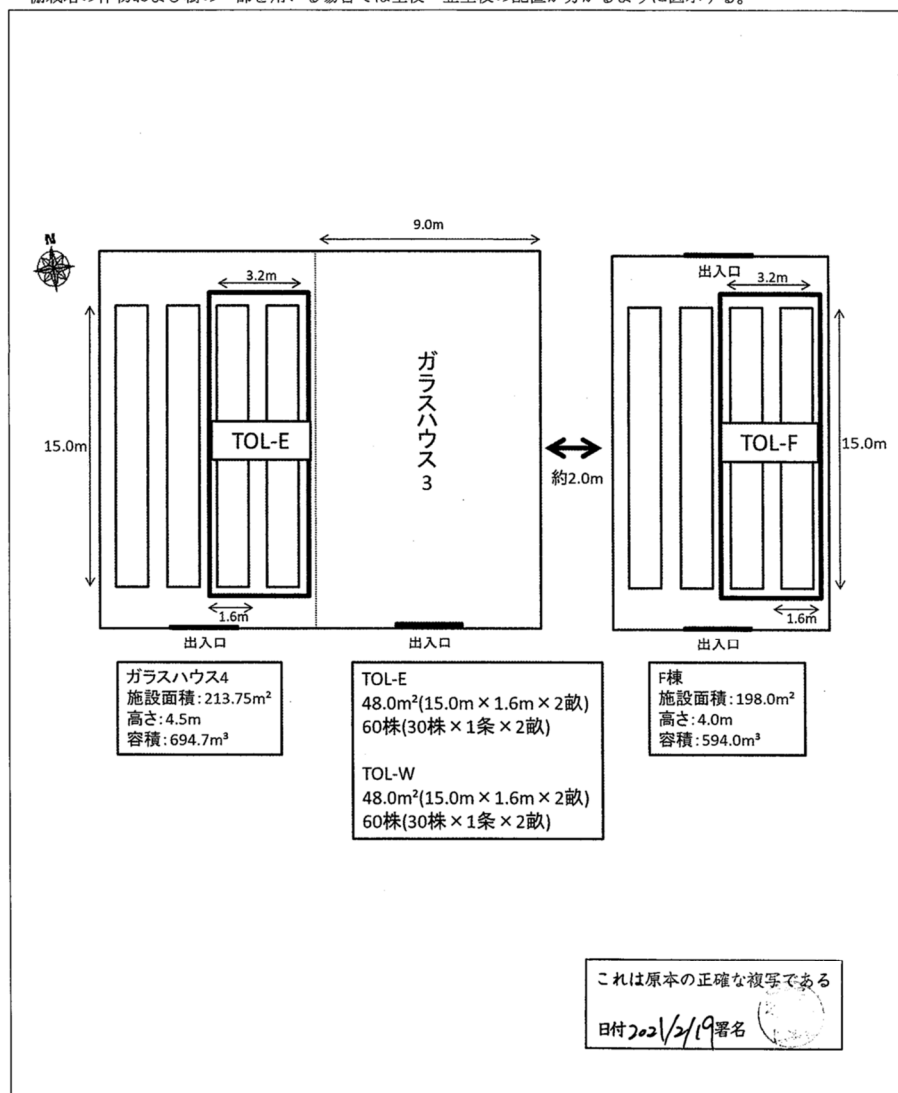 N
9.0m
出入口
3.2m
3.2m
ガラスハウス3
15.0m
TOL-E
TOL-F
15.0m
約2.0m
1.6m
1.6m
出入口
出入口
出入口
ガラスハウス4
施設面積:213.75m²
高さ:4.5m
容積:694.7m³
TOL-E
48.0m²(15.0m×1.6m×2畝)
60株(30株×1条×2畝)
TOL-W
48.0m²(15.0m×1.6m×2畝)
60株(30株×1条×2畝)
F棟
施設面積:198.0m²
高さ:4.0m
容積:594.0m³
これは原本の正確な複写である
日付2021/2/19署名